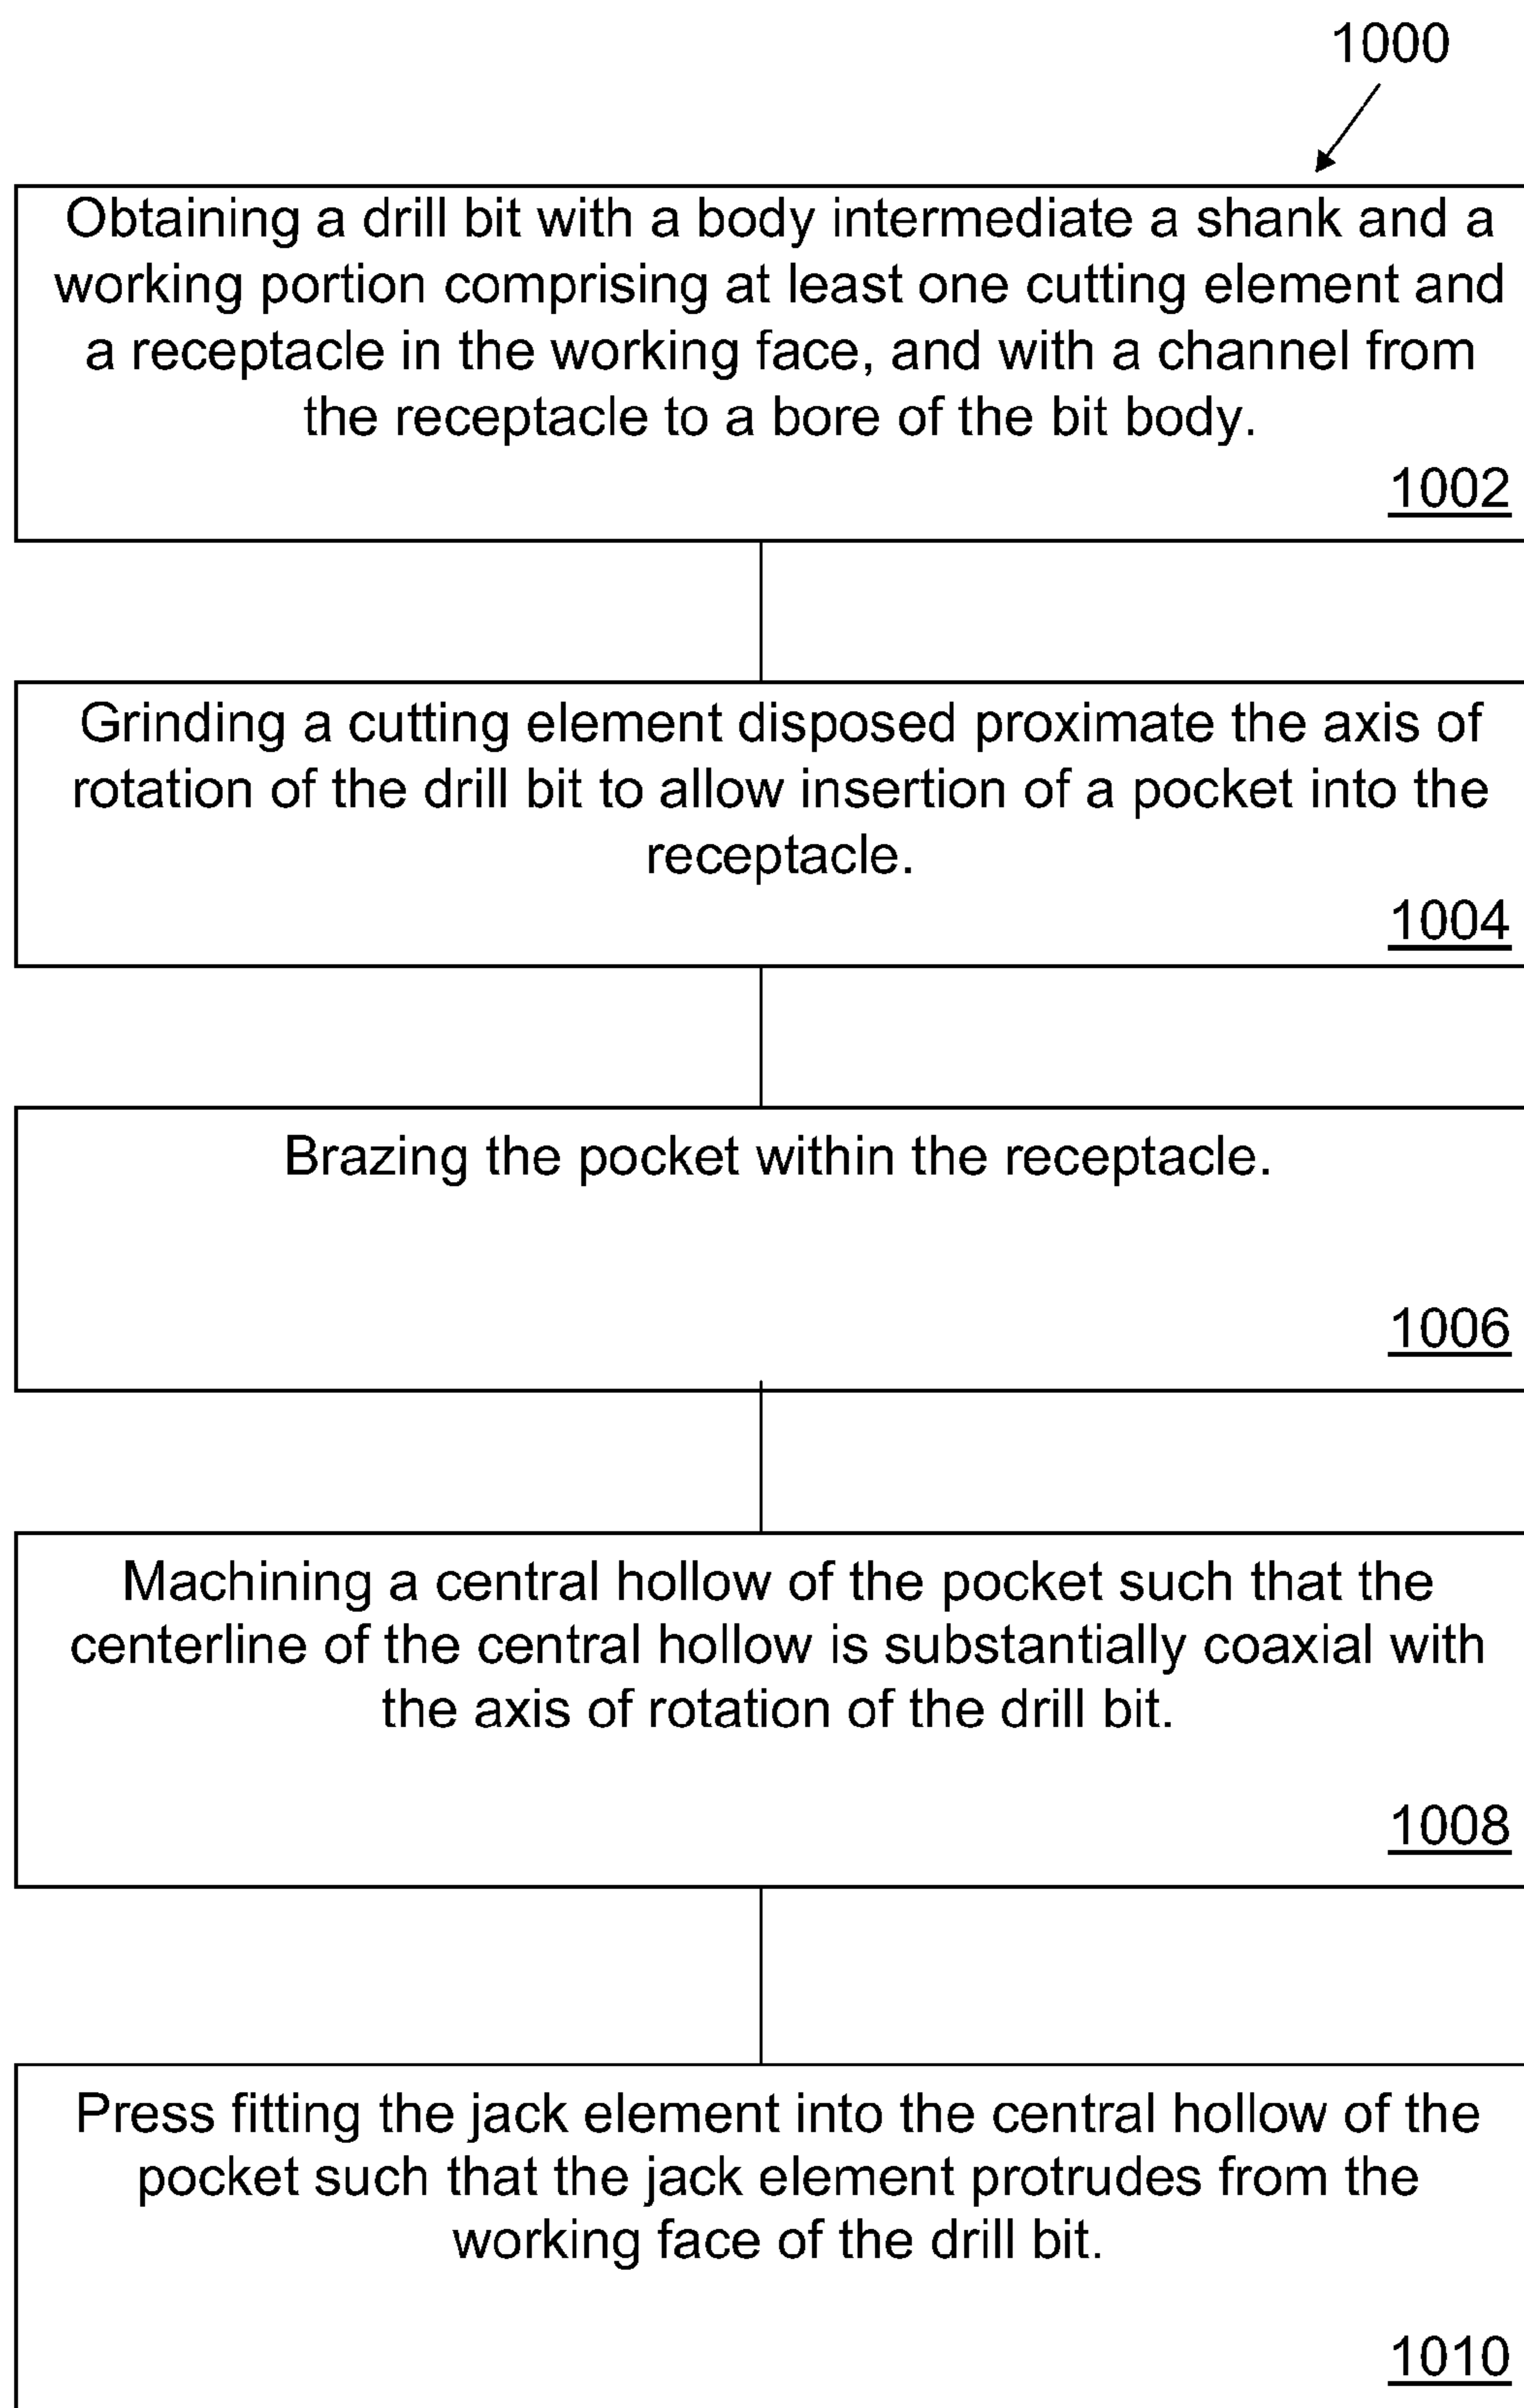 1000
Obtaining a drill bit with a body intermediate a shank and a
working portion comprising at least one cutting element and
a receptacle in the working face, and with a channel from
the receptacle to a bore of the bit body.
1002
Grinding a cutting element disposed proximate the axis of
rotation of the drill bit to allow insertion of a pocket into the
receptacle.
1004
Brazing the pocket within the receptacle.
1006
Machining a central hollow of the pocket such that the
centerline of the central hollow is substantially coaxial with
the axis of rotation of the drill bit.
1008
Press fitting the jack element into the central hollow of the
pocket such that the jack element protrudes from the
working face of the drill bit.
1010